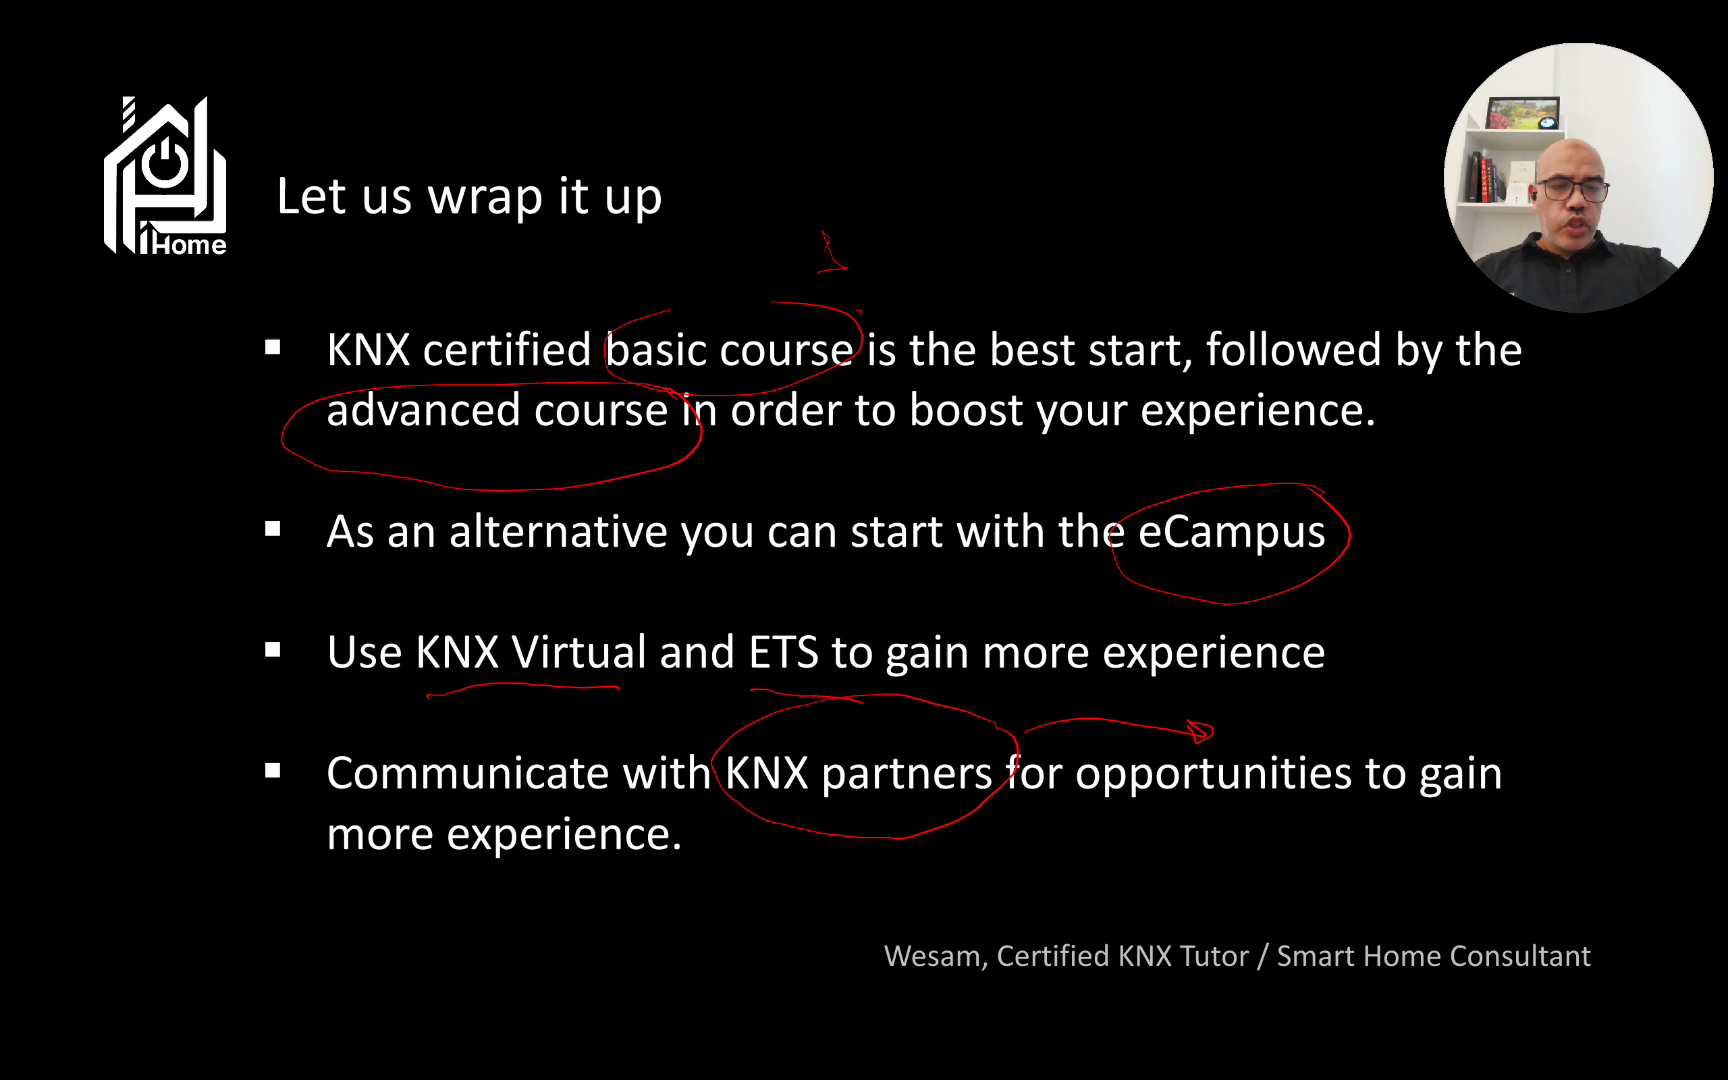 iHome
Let us wrap it up
▪ KNX certified basic course is the best start, followed by the
advanced course in order to boost your experience.
▪ As an alternative you can start with the eCampus
▪ Use KNX Virtual and ETS to gain more experience
▪ Communicate with KNX partners for opportunities to gain
more experience.
Wesam, Certified KNX Tutor / Smart Home Consultant